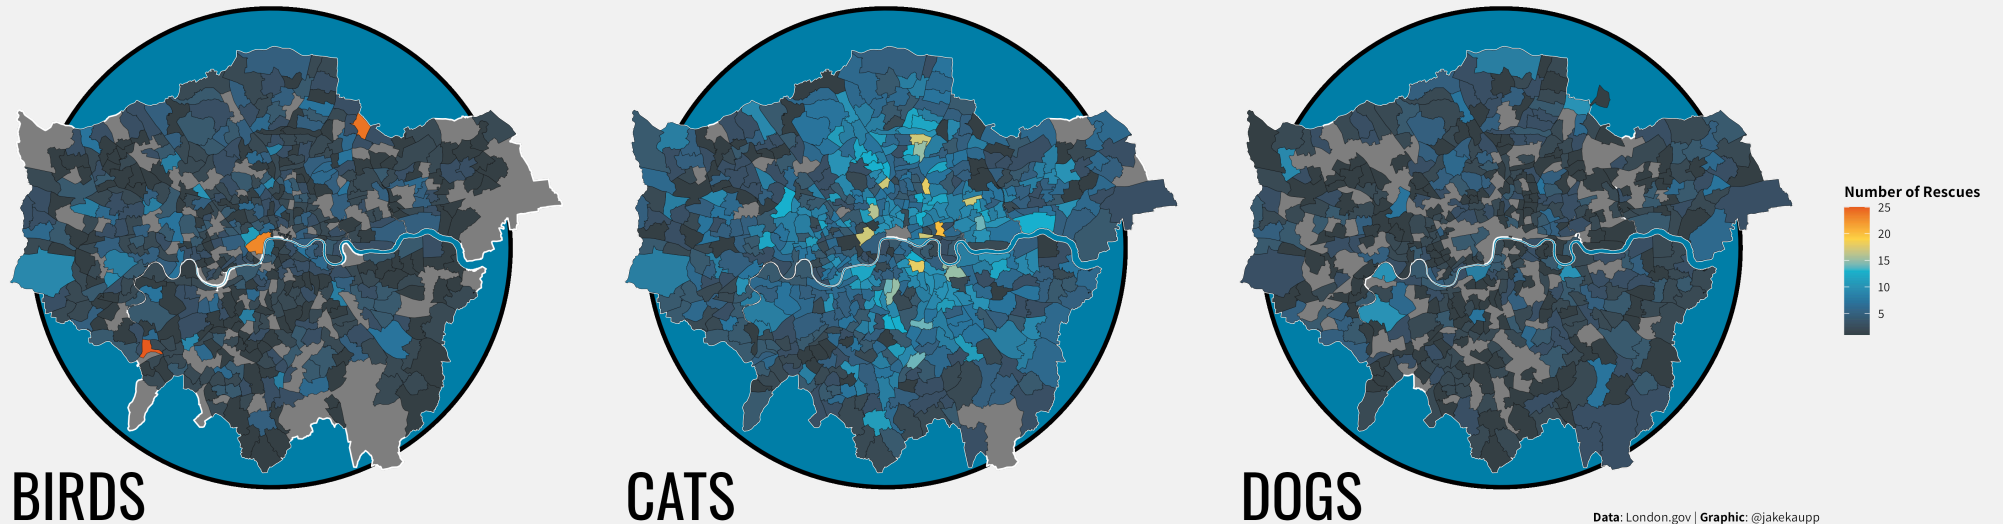 Number of Rescues
25
20
15
10
5
BIRDS
CATS
DOGS
Data: London.gov | Graphic: @jakekaupp